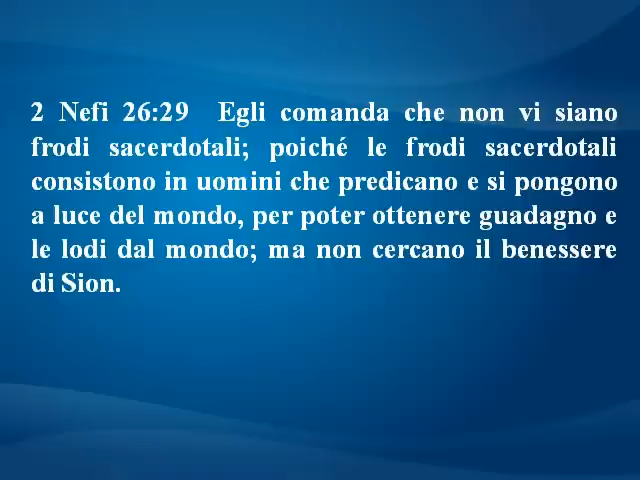 2 Nefi 26:29 Egli comanda che non vi siano
frodi sacerdotali; poiché le frodi sacerdotali
consistono in uomini che predicano e si pongono
a luce del mondo, per poter ottenere guadagno e
le lodi dal mondo; ma non cercano il benessere
di Sion.